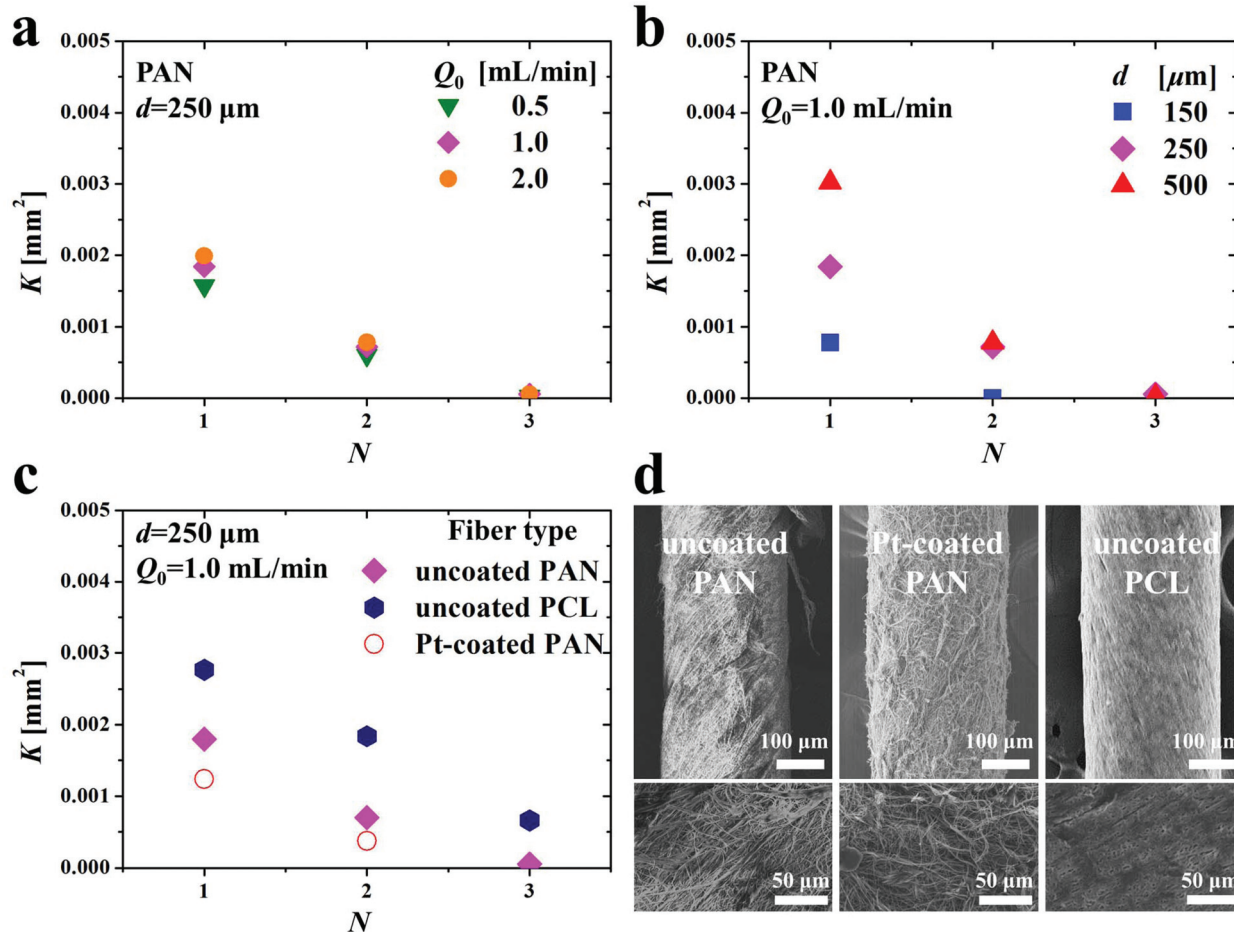 a
0.005
0.004
0.003
0.002
0.001
0.000
K [mm²]
PAN
d=250 μm
Q₀ [mL/min]
0.5
1.0
2.0
1 2 3
N
b
0.005
0.004
0.003
0.002
0.001
0.000
K [mm²]
PAN
Q₀=1.0 mL/min
d [μm]
150
250
500
1 2 3
N
c
0.005
0.004
0.003
0.002
0.001
0.000
K [mm²]
d=250 μm
Q₀=1.0 mL/min
Fiber type
uncoated PAN
uncoated PCL
Pt-coated PAN
1 2 3
N
d
uncoated
PAN
100 μm
Pt-coated
PAN
100 μm
uncoated
PCL
100 μm
50 μm
50 μm
50 μm